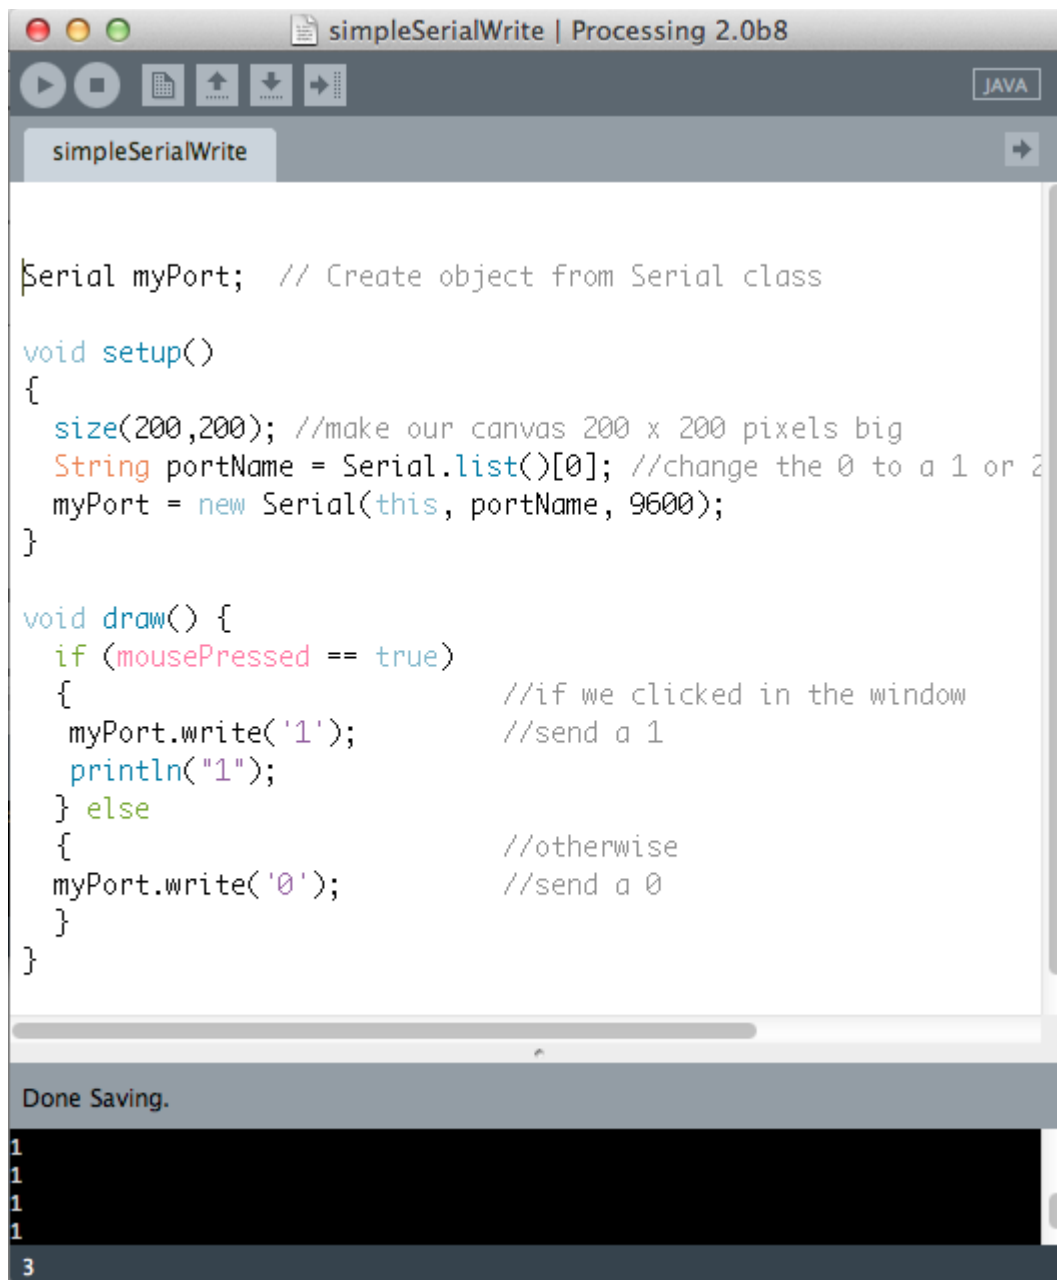 simpleSerialWrite | Processing 2.0b8
JAVA
simpleSerialWrite
Serial myPort;  // Create object from Serial class
void setup()
{
  size(200,200); //make our canvas 200 x 200 pixels big
  String portName = Serial.list()[0]; //change the 0 to a 1 or 2
  myPort = new Serial(this, portName, 9600);
}
void draw() {
  if (mousePressed == true)
  {                           //if we clicked in the window
   myPort.write('1');         //send a 1
   println("1");
  } else
  {                           //otherwise
  myPort.write('0');          //send a 0
  }
}
Done Saving.
1
1
1
1
3